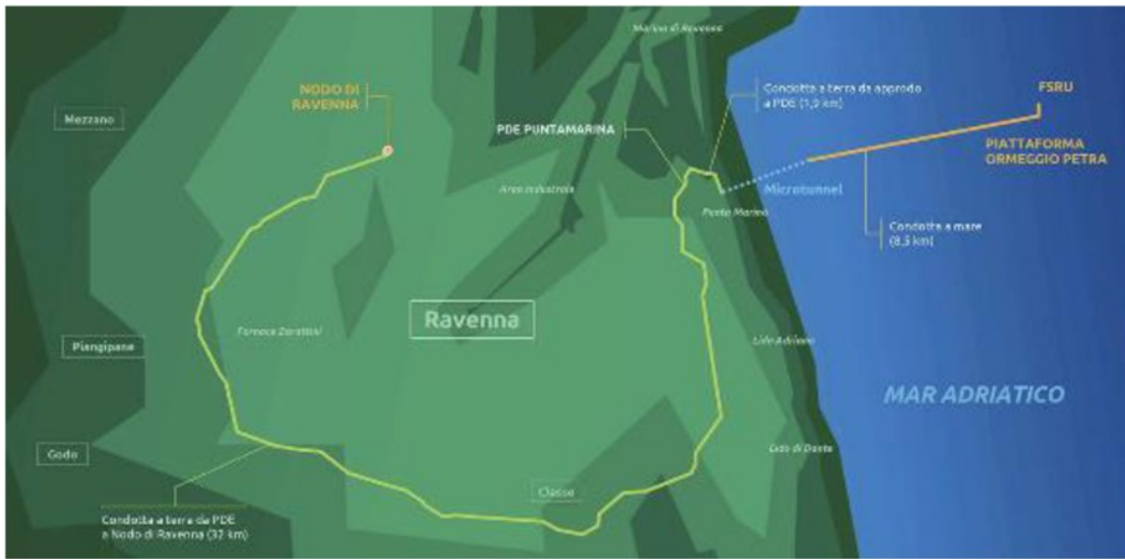 Marina di Ravenna
NODO DI
RAVENNA
Condotta a terra da approdo
a PDE (1,9 km)
FSRU
Mezzano
PDE PUNTAMARINA
PIATTAFORMA
ORMEGGIO PETRA
Area industriale
Microtunnel
Punta Marina
Condotta a mare
(8,5 km)
Ravenna
Fornace Zarattini
Piangipane
Lido Adriano
MAR ADRIATICO
Godo
Lido di Dante
Classe
Condotta a terra da PDE
a Nodo di Ravenna (32 km)